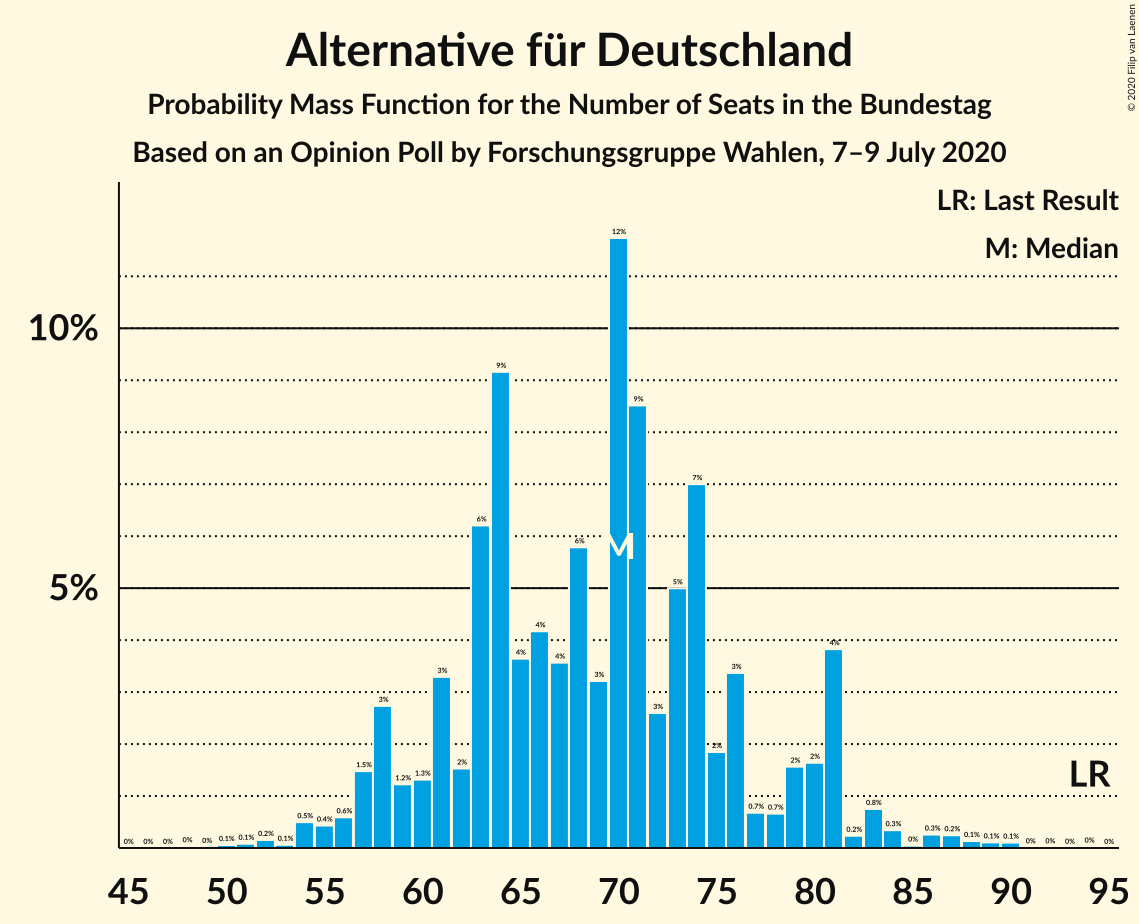 Alternative für Deutschland
Probability Mass Function for the Number of Seats in the Bundestag
Based on an Opinion Poll by Forschungsgruppe Wahlen, 7–9 July 2020
© 2020 Filip van Laenen
LR: Last Result
M: Median
10%
5%
0% 0% 0% 0% 0% 0.1% 0.1% 0.2% 0.1% 0.5% 0.4% 0.6% 1.5% 3% 1.2% 1.3% 3% 2% 6% 9% 4% 4% 4% 6% 3% 12% 9% 3% 5% 7% 2% 3% 0.7% 0.7% 2% 2% 4% 0.2% 0.8% 0.3% 0% 0.2% 0.2% 0.1% 0.1% 0.1% 0% 0% 0% 0% 0%
M
LR
45 50 55 60 65 70 75 80 85 90 95